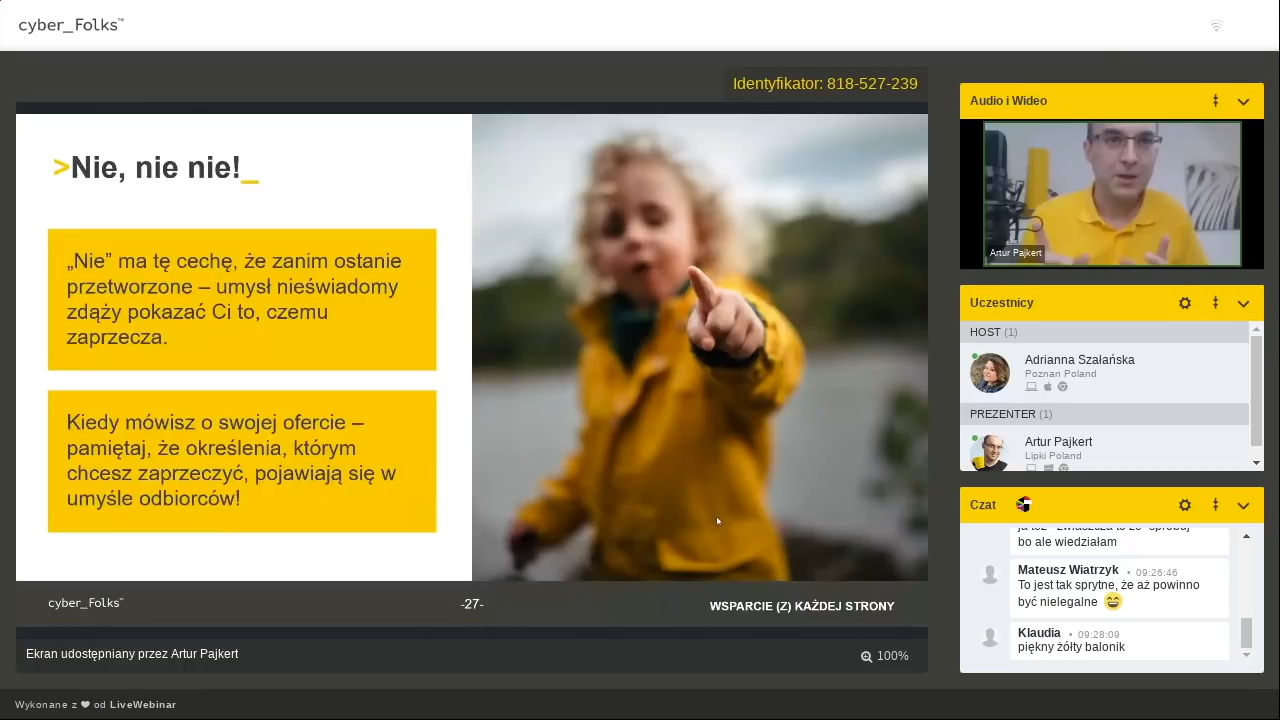 cyber_Folks™
Identyfikator: 818-527-239
>Nie, nie nie!_
„Nie” ma tę cechę, że zanim ostanie
przetworzone – umysł nieświadomy
zdąży pokazać Ci to, czemu
zaprzecza.
Kiedy mówisz o swojej ofercie –
pamiętaj, że określenia, którym
chcesz zaprzeczyć, pojawiają się w
umyśle odbiorców!
cyber_Folks™
-27-
WSPARCIE (Z) KAŻDEJ STRONY
Ekran udostępniany przez Artur Pajkert
100%
Audio i Wideo
Artur Pajkert
Uczestnicy
HOST (1)
Adrianna Szałańska
Poznan Poland
PREZENTER (1)
Artur Pajkert
Lipki Poland
Czat
bo ale wiedziałam
Mateusz Wiatrzyk • 09:26:46
To jest tak sprytne, że aż powinno
być nielegalne 😄
Klaudia • 09:28:09
piękny żółty balonik
Wykonane z ❤ od LiveWebinar